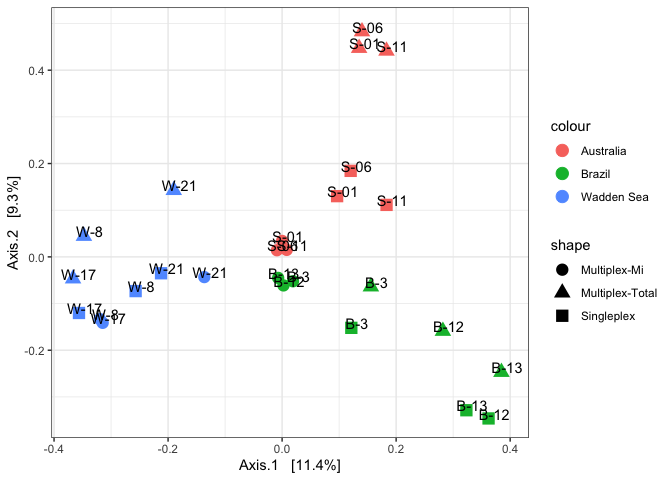 S-06
S-01
S-11
0.4
S-06
S-01
S-11
0.2
W-21
W-8
S-01
0.0
W-17
W-21
W-21
B-13
B-3
B-12
B-3
W-8
W-17
W-8
W-17
B-3
B-12
-0.2
B-13
B-13
B-12
-0.4
-0.2
0.0
0.2
0.4
Axis.1 [11.4%]
Axis.2 [9.3%]
colour
Australia
Brazil
Wadden Sea
shape
Multiplex-Mi
Multiplex-Total
Singleplex